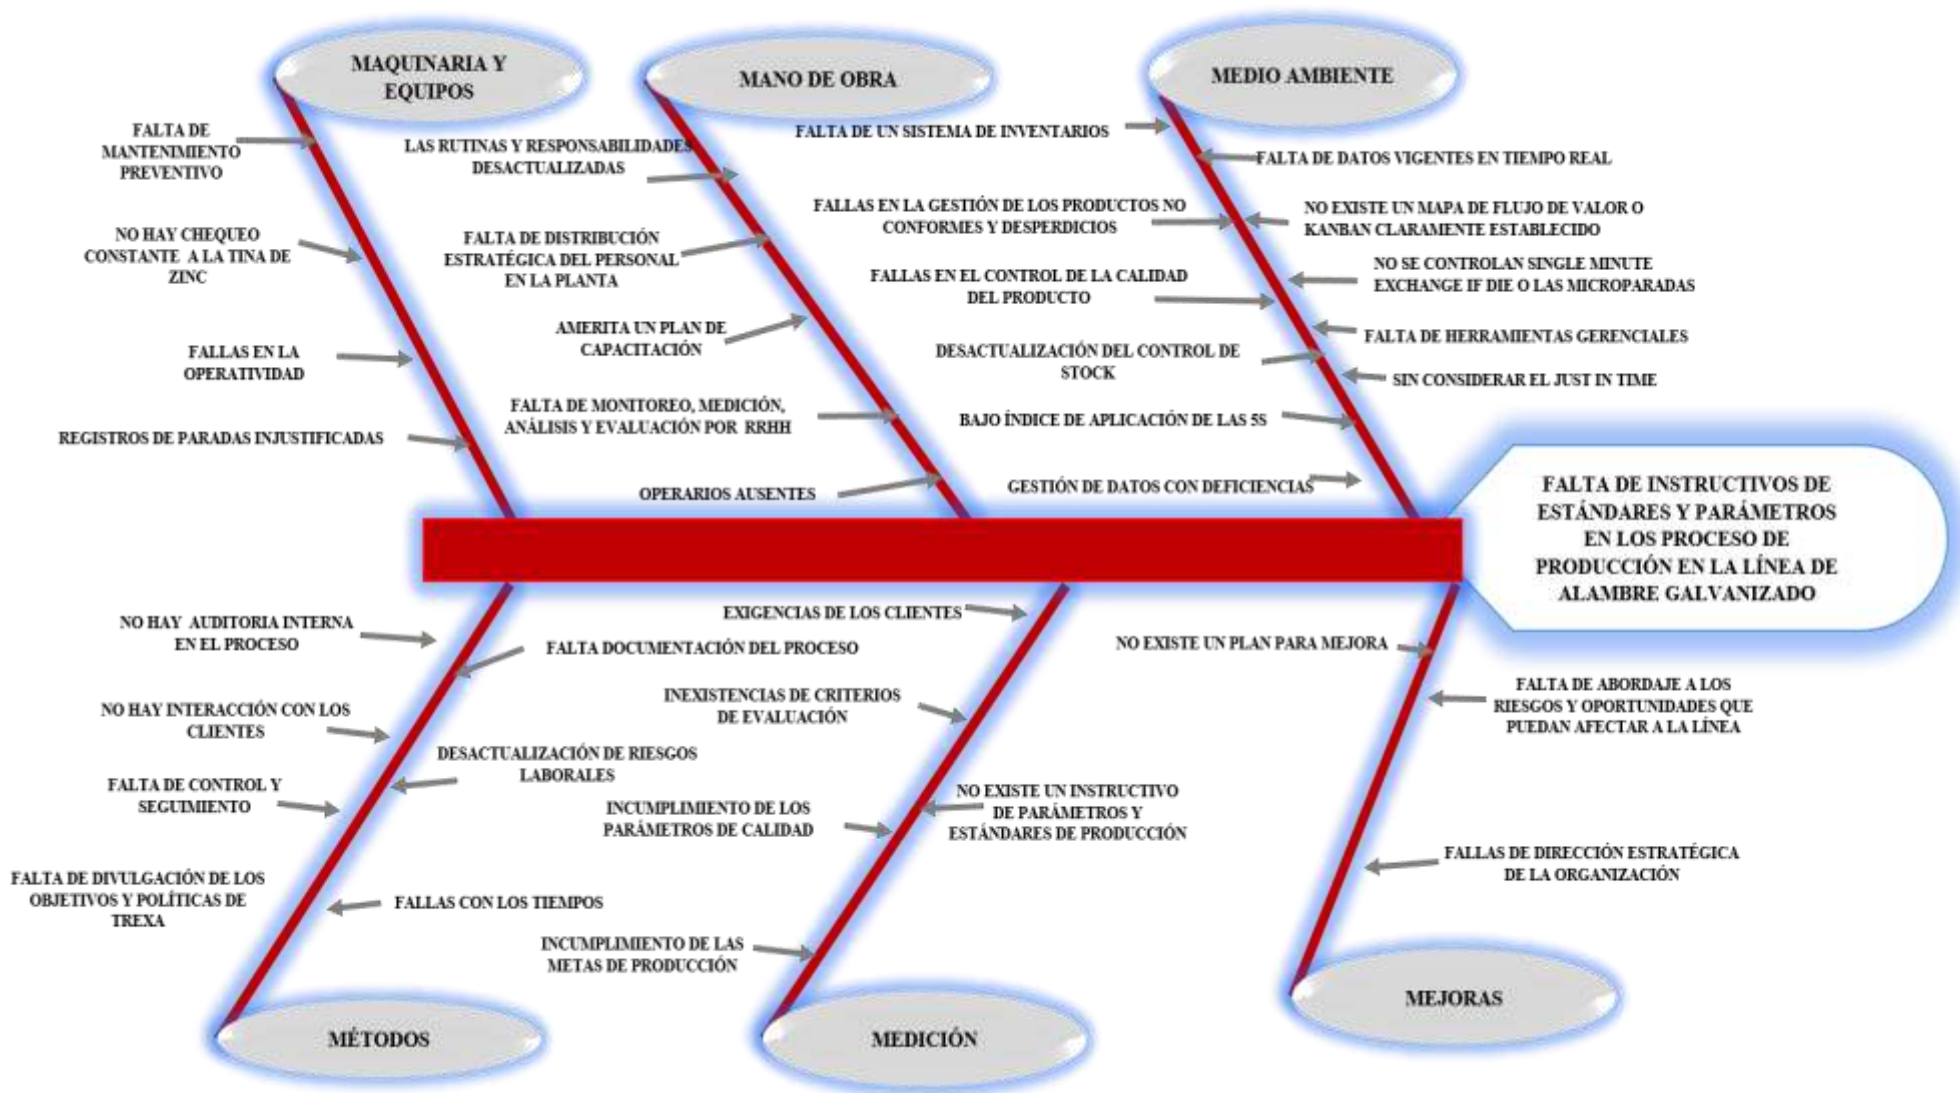 MAQUINARIA Y
EQUIPOS
FALTA DE
MANTENIMIENTO
PREVENTIVO
NO HAY CHEQUEO
CONSTANTE A LA TINA DE
ZINC
FALLAS EN LA
OPERATIVIDAD
REGISTROS DE PARADAS INJUSTIFICADAS
MANO DE OBRA
LAS RUTINAS Y RESPONSABILIDADES
DESACTUALIZADAS
FALTA DE DISTRIBUCIÓN
ESTRATÉGICA DEL PERSONAL
EN LA PLANTA
AMERITA UN PLAN DE
CAPACITACIÓN
FALTA DE MONITOREO, MEDICIÓN,
ANÁLISIS Y EVALUACIÓN POR RRHH
OPERARIOS AUSENTES
MEDIO AMBIENTE
FALTA DE UN SISTEMA DE INVENTARIOS
FALTA DE DATOS VIGENTES EN TIEMPO REAL
FALLAS EN LA GESTIÓN DE LOS PRODUCTOS NO
CONFORMES Y DESPERDICIOS
NO EXISTE UN MAPA DE FLUJO DE VALOR O
KANBAN CLARAMENTE ESTABLECIDO
FALLAS EN EL CONTROL DE LA CALIDAD
DEL PRODUCTO
NO SE CONTROLAN SINGLE MINUTE
EXCHANGE IF DIE O LAS MICROPARADAS
FALTA DE HERRAMIENTAS GERENCIALES
DESACTUALIZACIÓN DEL CONTROL DE
STOCK
SIN CONSIDERAR EL JUST IN TIME
BAJO ÍNDICE DE APLICACIÓN DE LAS 5S
GESTIÓN DE DATOS CON DEFICIENCIAS
FALTA DE INSTRUCTIVOS DE
ESTÁNDARES Y PARÁMETROS
EN LOS PROCESO DE
PRODUCCIÓN EN LA LÍNEA DE
ALAMBRE GALVANIZADO
NO HAY AUDITORIA INTERNA
EN EL PROCESO
FALTA DOCUMENTACIÓN DEL PROCESO
NO HAY INTERACCIÓN CON LOS
CLIENTES
DESACTUALIZACIÓN DE RIESGOS
LABORALES
FALTA DE CONTROL Y
SEGUIMIENTO
FALTA DE DIVULGACIÓN DE LOS
OBJETIVOS Y POLÍTICAS DE
TREXA
FALLAS CON LOS TIEMPOS
MÉTODOS
EXIGENCIAS DE LOS CLIENTES
INEXISTENCIAS DE CRITERIOS
DE EVALUACIÓN
INCUMPLIMIENTO DE LOS
PARÁMETROS DE CALIDAD
NO EXISTE UN INSTRUCTIVO
DE PARÁMETROS Y
ESTÁNDARES DE PRODUCCIÓN
INCUMPLIMIENTO DE LAS
METAS DE PRODUCCIÓN
MEDICIÓN
NO EXISTE UN PLAN PARA MEJORA
FALTA DE ABORDAJE A LOS
RIESGOS Y OPORTUNIDADES QUE
PUEDAN AFECTAR A LA LÍNEA
FALLAS DE DIRECCIÓN ESTRATÉGICA
DE LA ORGANIZACIÓN
MEJORAS